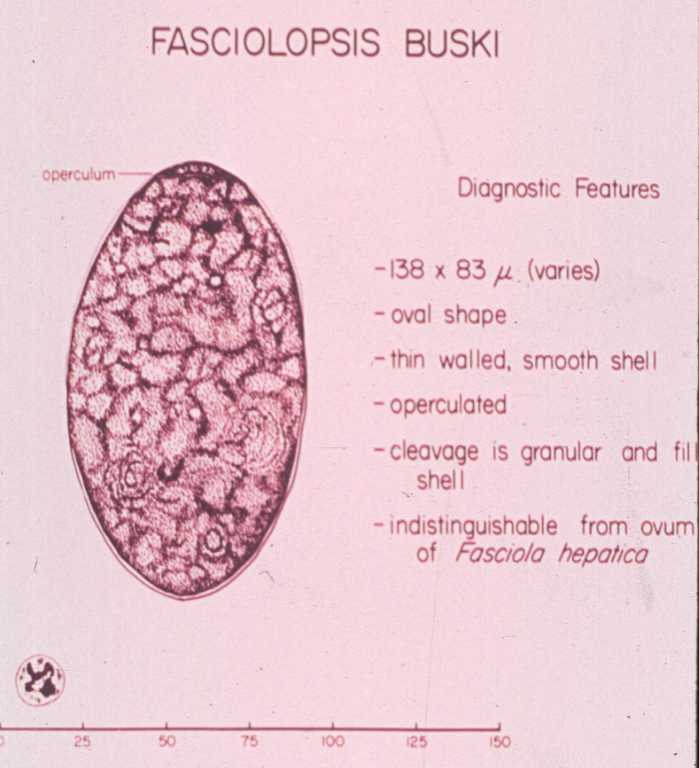 FASCIOLOPSIS BUSKI
operculum
Diagnostic Features
-138 x 83 μ. (varies)
-oval shape.
-thin walled, smooth shell
-operculated
-cleavage is granular and fil
shell
-indistinguishable from ovum
of Fasciola hepatica
0 25 50 75 100 125 150